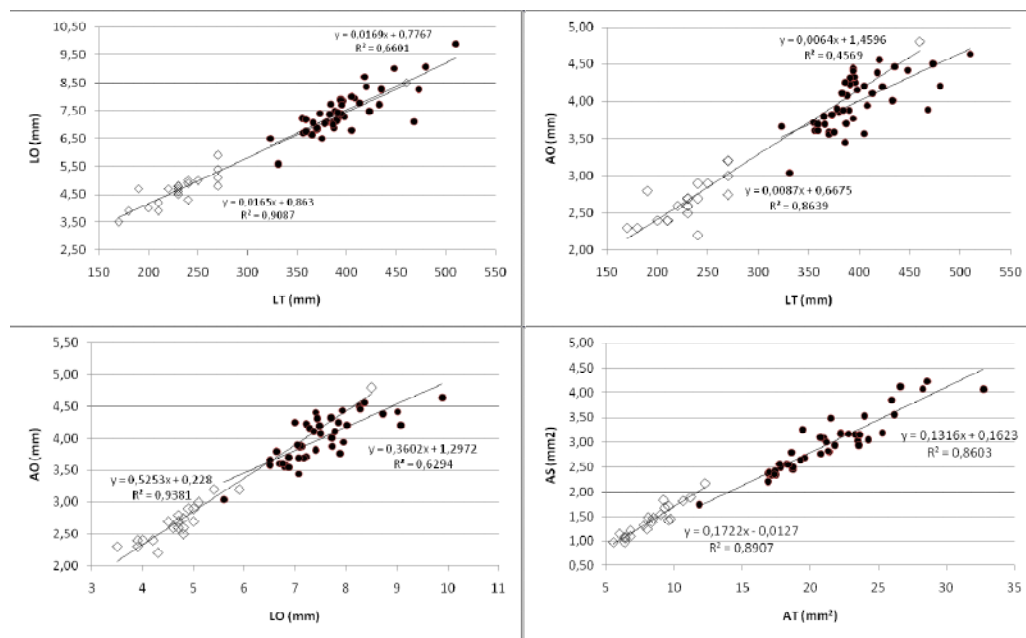 10,50
9,50
8,50
7,50
6,50
5,50
4,50
3,50
2,50
LO (mm)
y = 0,0169x + 0,7767
R² = 0,6601
y = 0,0165x + 0,863
R² = 0,9087
150 200 250 300 350 400 450 500 550
LT (mm)
5,00
4,50
4,00
3,50
3,00
2,50
2,00
AO (mm)
y = 0,0064x + 1,4596
R² = 0,4569
y = 0,0087x + 0,6675
R² = 0,8639
150 200 250 300 350 400 450 500 550
LT (mm)
5,50
5,00
4,50
4,00
3,50
3,00
2,50
2,00
AO (mm)
y = 0,3602x + 1,2972
R² = 0,6294
y = 0,5253x + 0,228
R² = 0,9381
3 4 5 6 7 8 9 10 11
LO (mm)
5,00
4,50
4,00
3,50
3,00
2,50
2,00
1,50
1,00
0,50
AS (mm2)
y = 0,1316x + 0,1623
R² = 0,8603
y = 0,1722x - 0,0127
R² = 0,8907
5 10 15 20 25 30 35
AT (mm²)